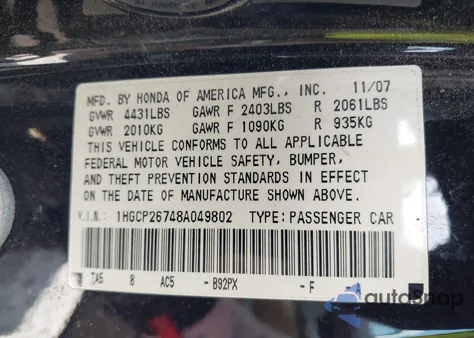 MFD. BY HONDA OF AMERICA MFG., INC. 11/07
GVWR 4431LBS GAWR F 2403LBS R 2061LBS
GVWR 2010KG GAWR F 1090KG R 935KG
THIS VEHICLE CONFORMS TO ALL APPLICABLE
FEDERAL MOTOR VEHICLE SAFETY, BUMPER,
AND THEFT PREVENTION STANDARDS IN EFFECT
ON THE DATE OF MANUFACTURE SHOWN ABOVE.
V.I.N.: 1HGCP26748A049802 TYPE: PASSENGER CAR
TA5 8 AC5 - B92PX - F -
autoSnap